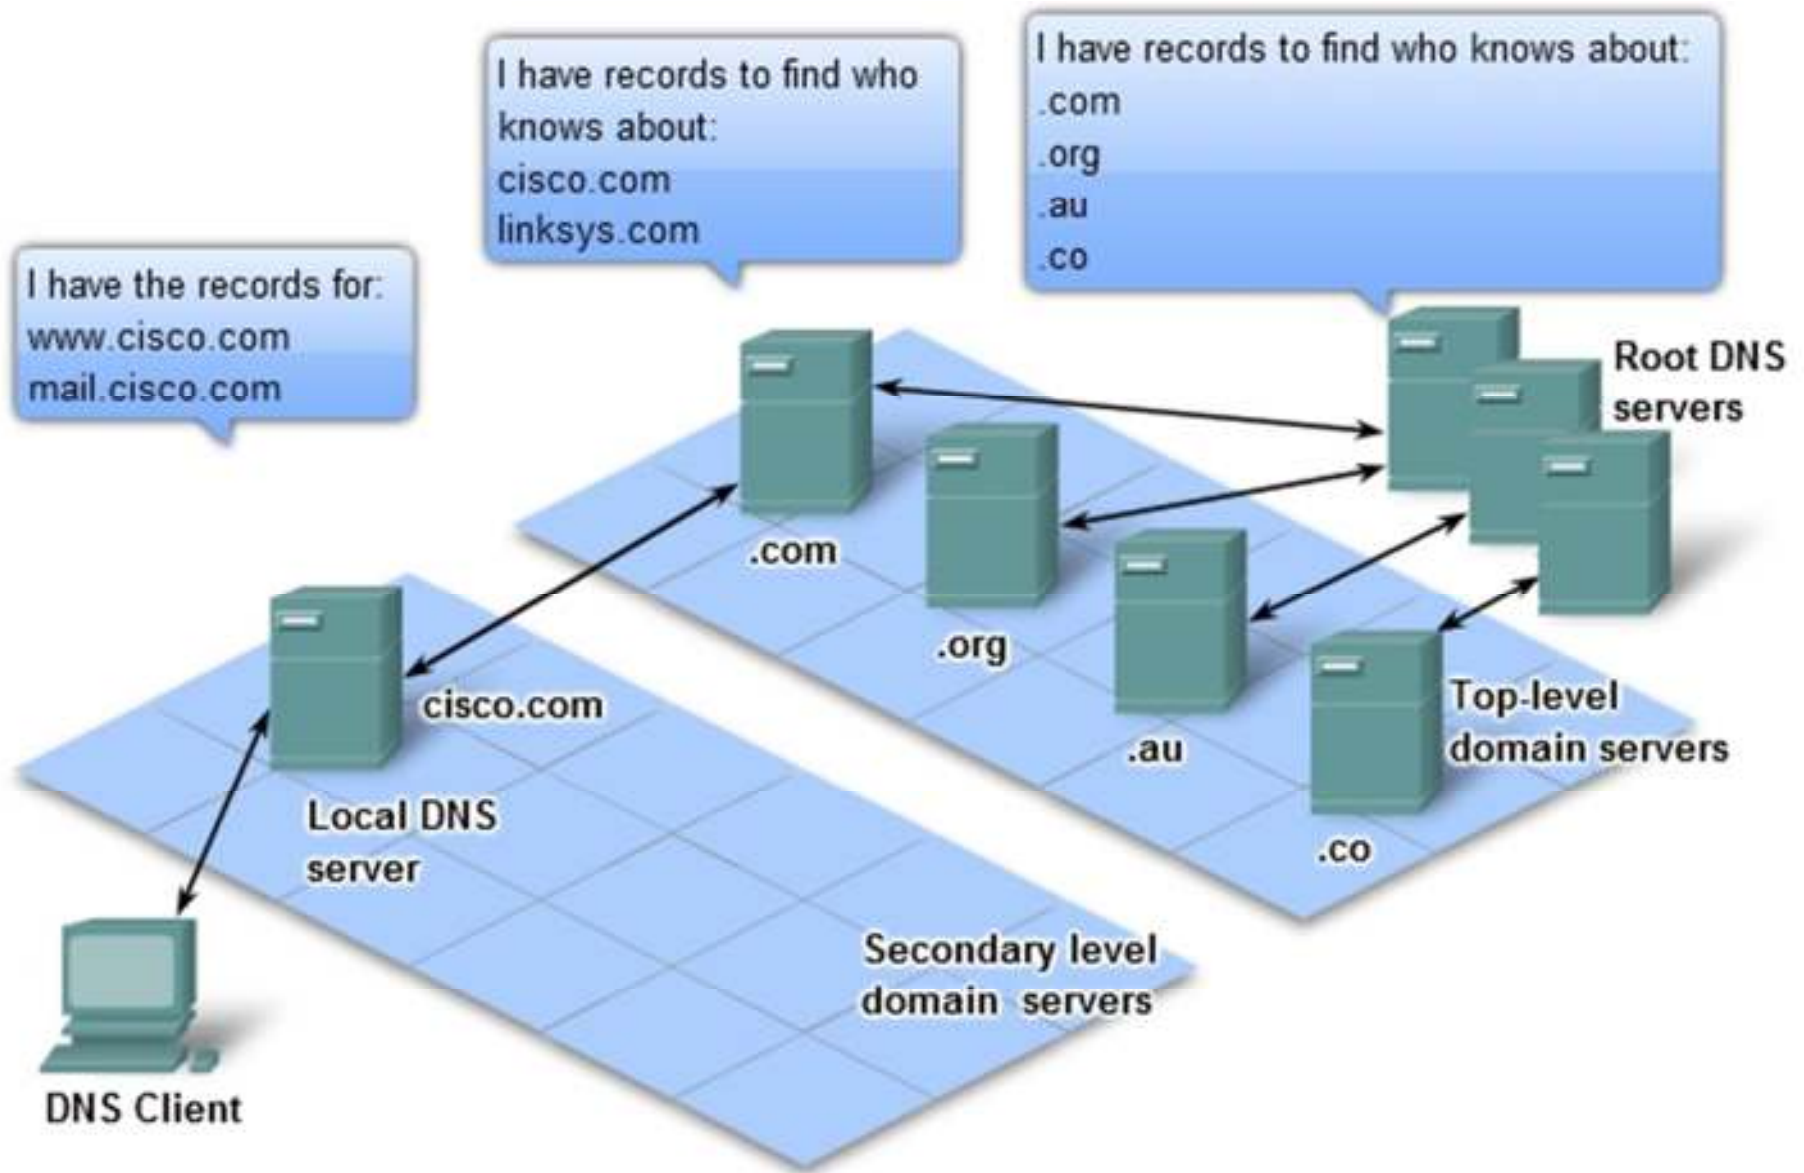 I have records to find who knows about:
.com
.org
.au
.co
I have records to find who
knows about:
cisco.com
linksys.com
I have the records for:
www.cisco.com
mail.cisco.com
Root DNS
servers
.com
.org
.au
.co
Top-level
domain servers
cisco.com
Local DNS
server
Secondary level
domain servers
DNS Client